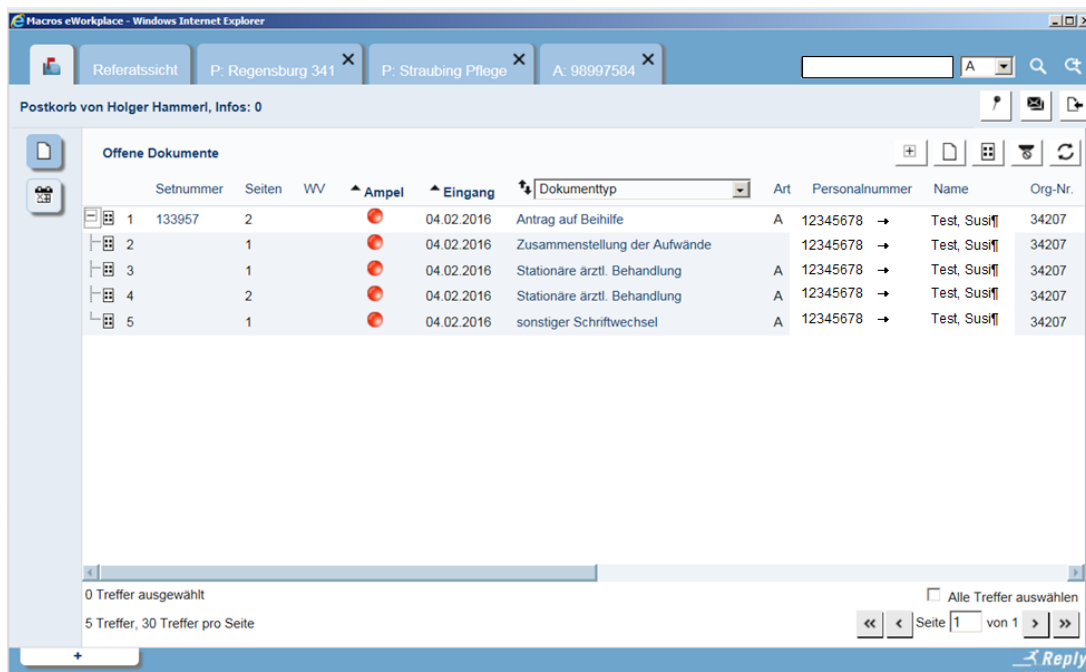 Macros eWorkplace - Windows Internet Explorer
Referatssicht P: Regensburg 341 P: Straubing Pflege A: 98997584 A
Postkorb von Holger Hammerl, Infos: 0
Offene Dokumente
Setnummer Seiten WV Ampel Eingang Dokumenttyp Art Personalnummer Name Org-Nr.
1 133957 2 04.02.2016 Antrag auf Beihilfe A 12345678 → Test, Susi¶ 34207
2 1 04.02.2016 Zusammenstellung der Aufwände 12345678 → Test, Susi¶ 34207
3 1 04.02.2016 Stationäre ärztl. Behandlung A 12345678 → Test, Susi¶ 34207
4 2 04.02.2016 Stationäre ärztl. Behandlung A 12345678 → Test, Susi¶ 34207
5 1 04.02.2016 sonstiger Schriftwechsel A 12345678 → Test, Susi¶ 34207
0 Treffer ausgewählt Alle Treffer auswählen
5 Treffer, 30 Treffer pro Seite « ‹ Seite 1 von 1 › »
+ Reply